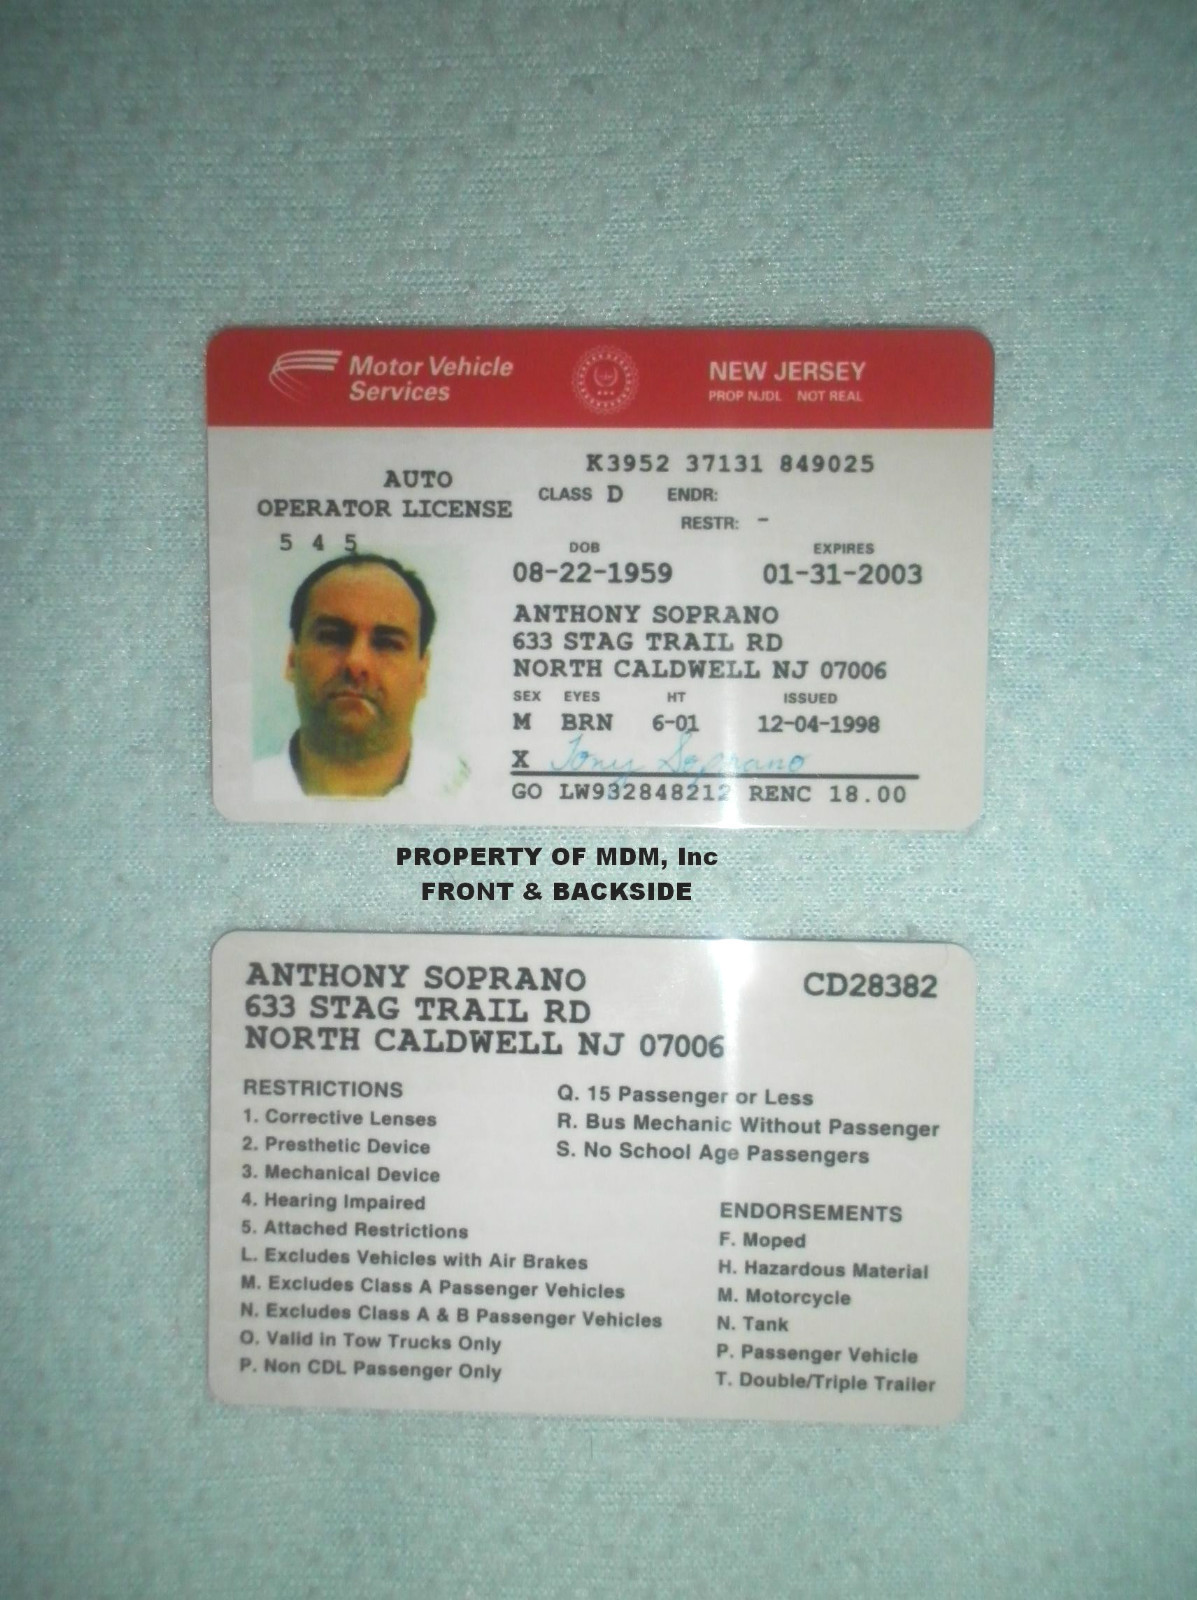 Motor Vehicle
Services
NEW JERSEY
PROP NJDL NOT REAL
K3952 37131 849025
AUTO
OPERATOR LICENSE
CLASS D ENDR:
RESTR: -
5 4 5
DOB EXPIRES
08-22-1959 01-31-2003
ANTHONY SOPRANO
633 STAG TRAIL RD
NORTH CALDWELL NJ 07006
SEX EYES HT ISSUED
M BRN 6-01 12-04-1998
X Tony Soprano
GO LW932848212 RENC 18.00
PROPERTY OF MDM, Inc
FRONT & BACKSIDE
ANTHONY SOPRANO CD28382
633 STAG TRAIL RD
NORTH CALDWELL NJ 07006
RESTRICTIONS
1. Corrective Lenses
2. Presthetic Device
3. Mechanical Device
4. Hearing Impaired
5. Attached Restrictions
L. Excludes Vehicles with Air Brakes
M. Excludes Class A Passenger Vehicles
N. Excludes Class A & B Passenger Vehicles
O. Valid in Tow Trucks Only
P. Non CDL Passenger Only
Q. 15 Passenger or Less
R. Bus Mechanic Without Passenger
S. No School Age Passengers
ENDORSEMENTS
F. Moped
H. Hazardous Material
M. Motorcycle
N. Tank
P. Passenger Vehicle
T. Double/Triple Trailer